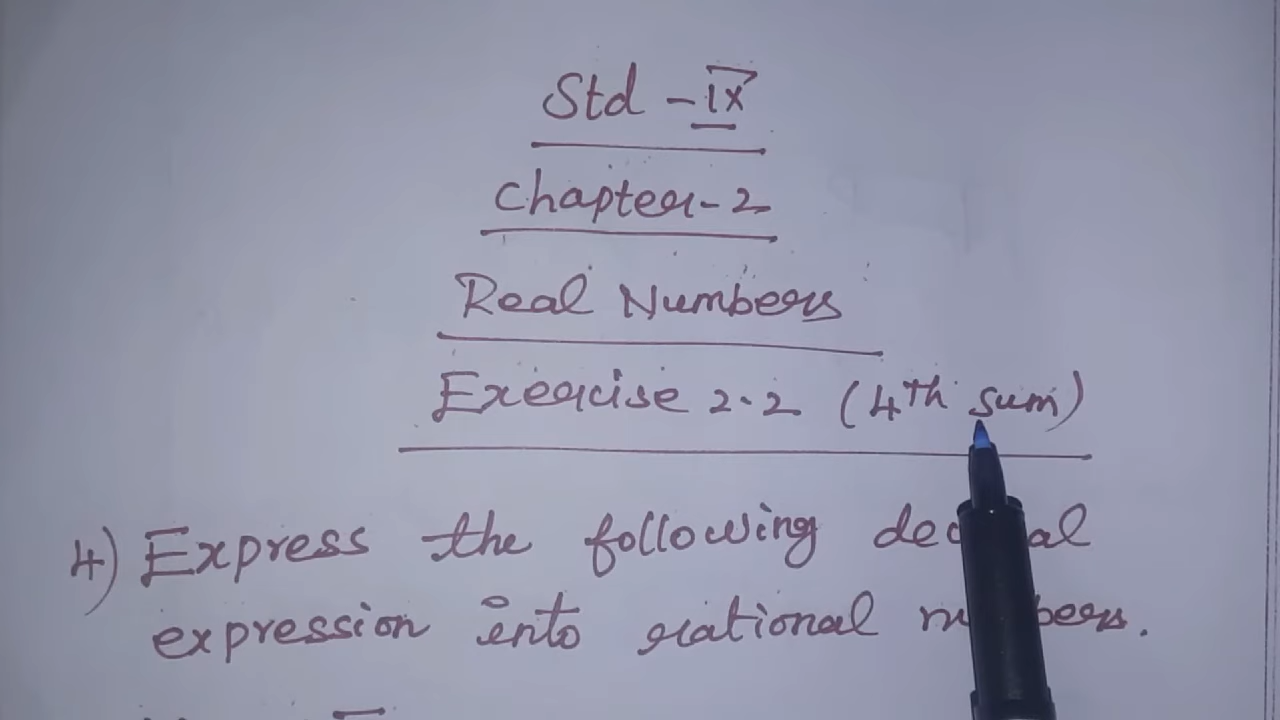 Std - IX
Chapter-2
Real Numbers
Exercise 2.2 (4th sum)
4) Express the following
expression into rational